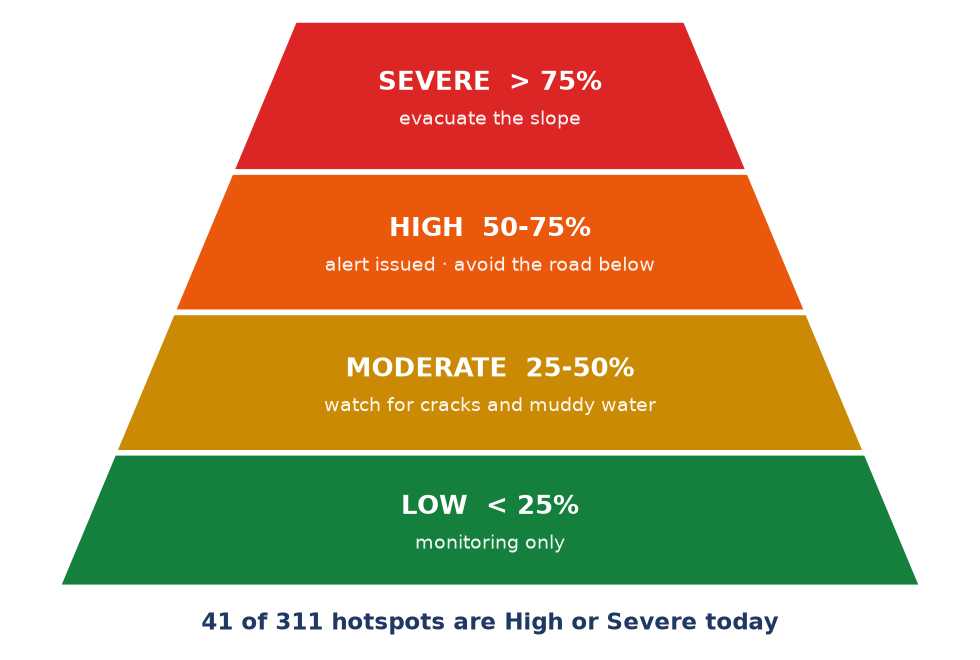 SEVERE  > 75%
evacuate the slope
HIGH  50-75%
alert issued · avoid the road below
MODERATE  25-50%
watch for cracks and muddy water
LOW  < 25%
monitoring only
41 of 311 hotspots are High or Severe today